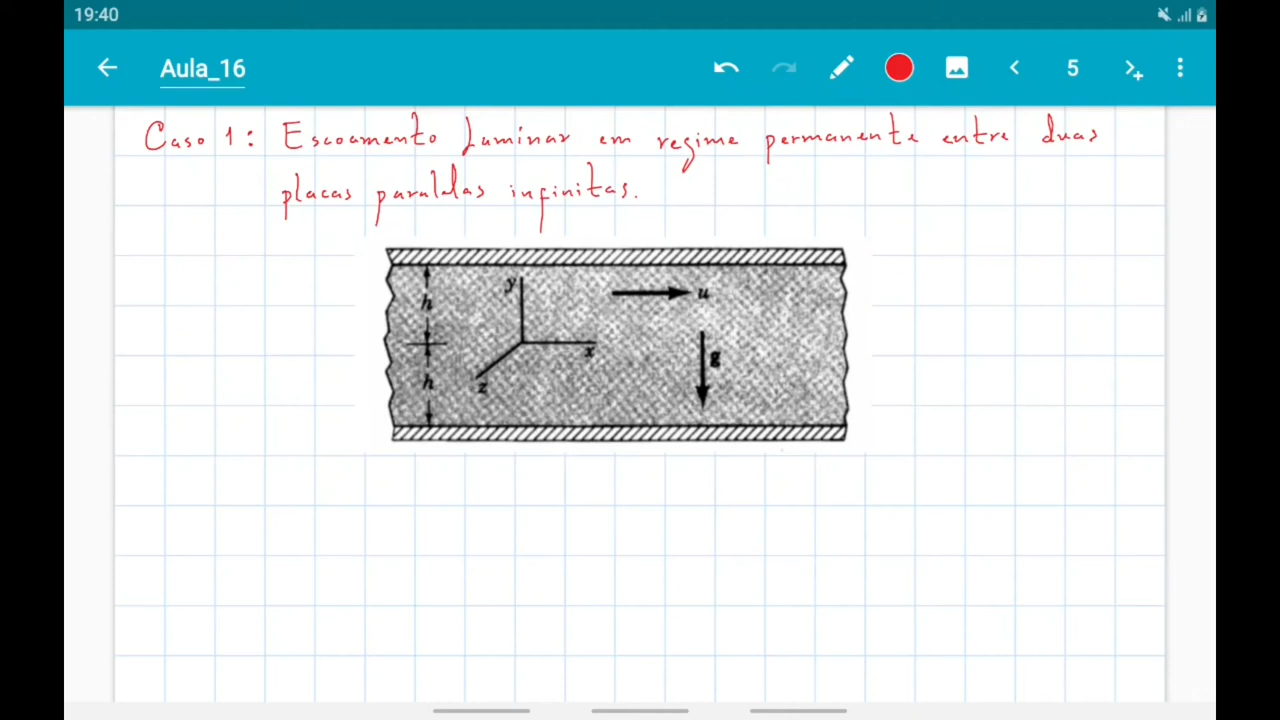 19:40
Aula_16
5
Caso 1: Escoamento Laminar em regime permanente entre duas
placas paralelas infinitas.
y
u
h
x
g
h
z